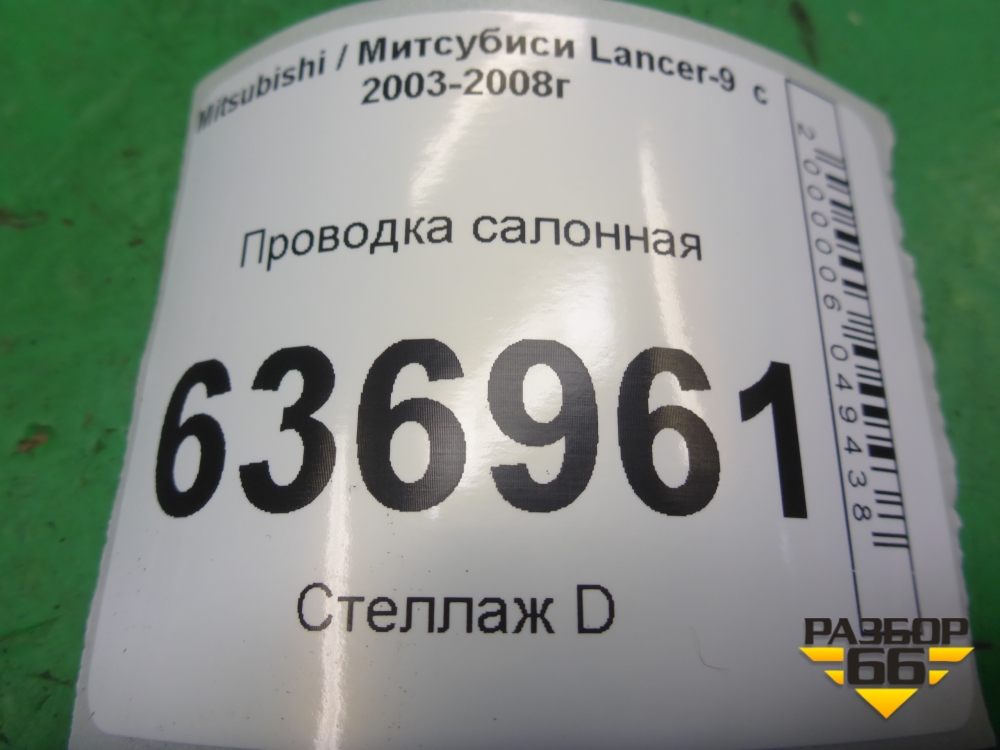 Mitsubishi / Митсубиси Lancer-9 с
2003-2008г
Проводка салонная
636961
Стеллаж D
2000006049438
РАЗБОР
66